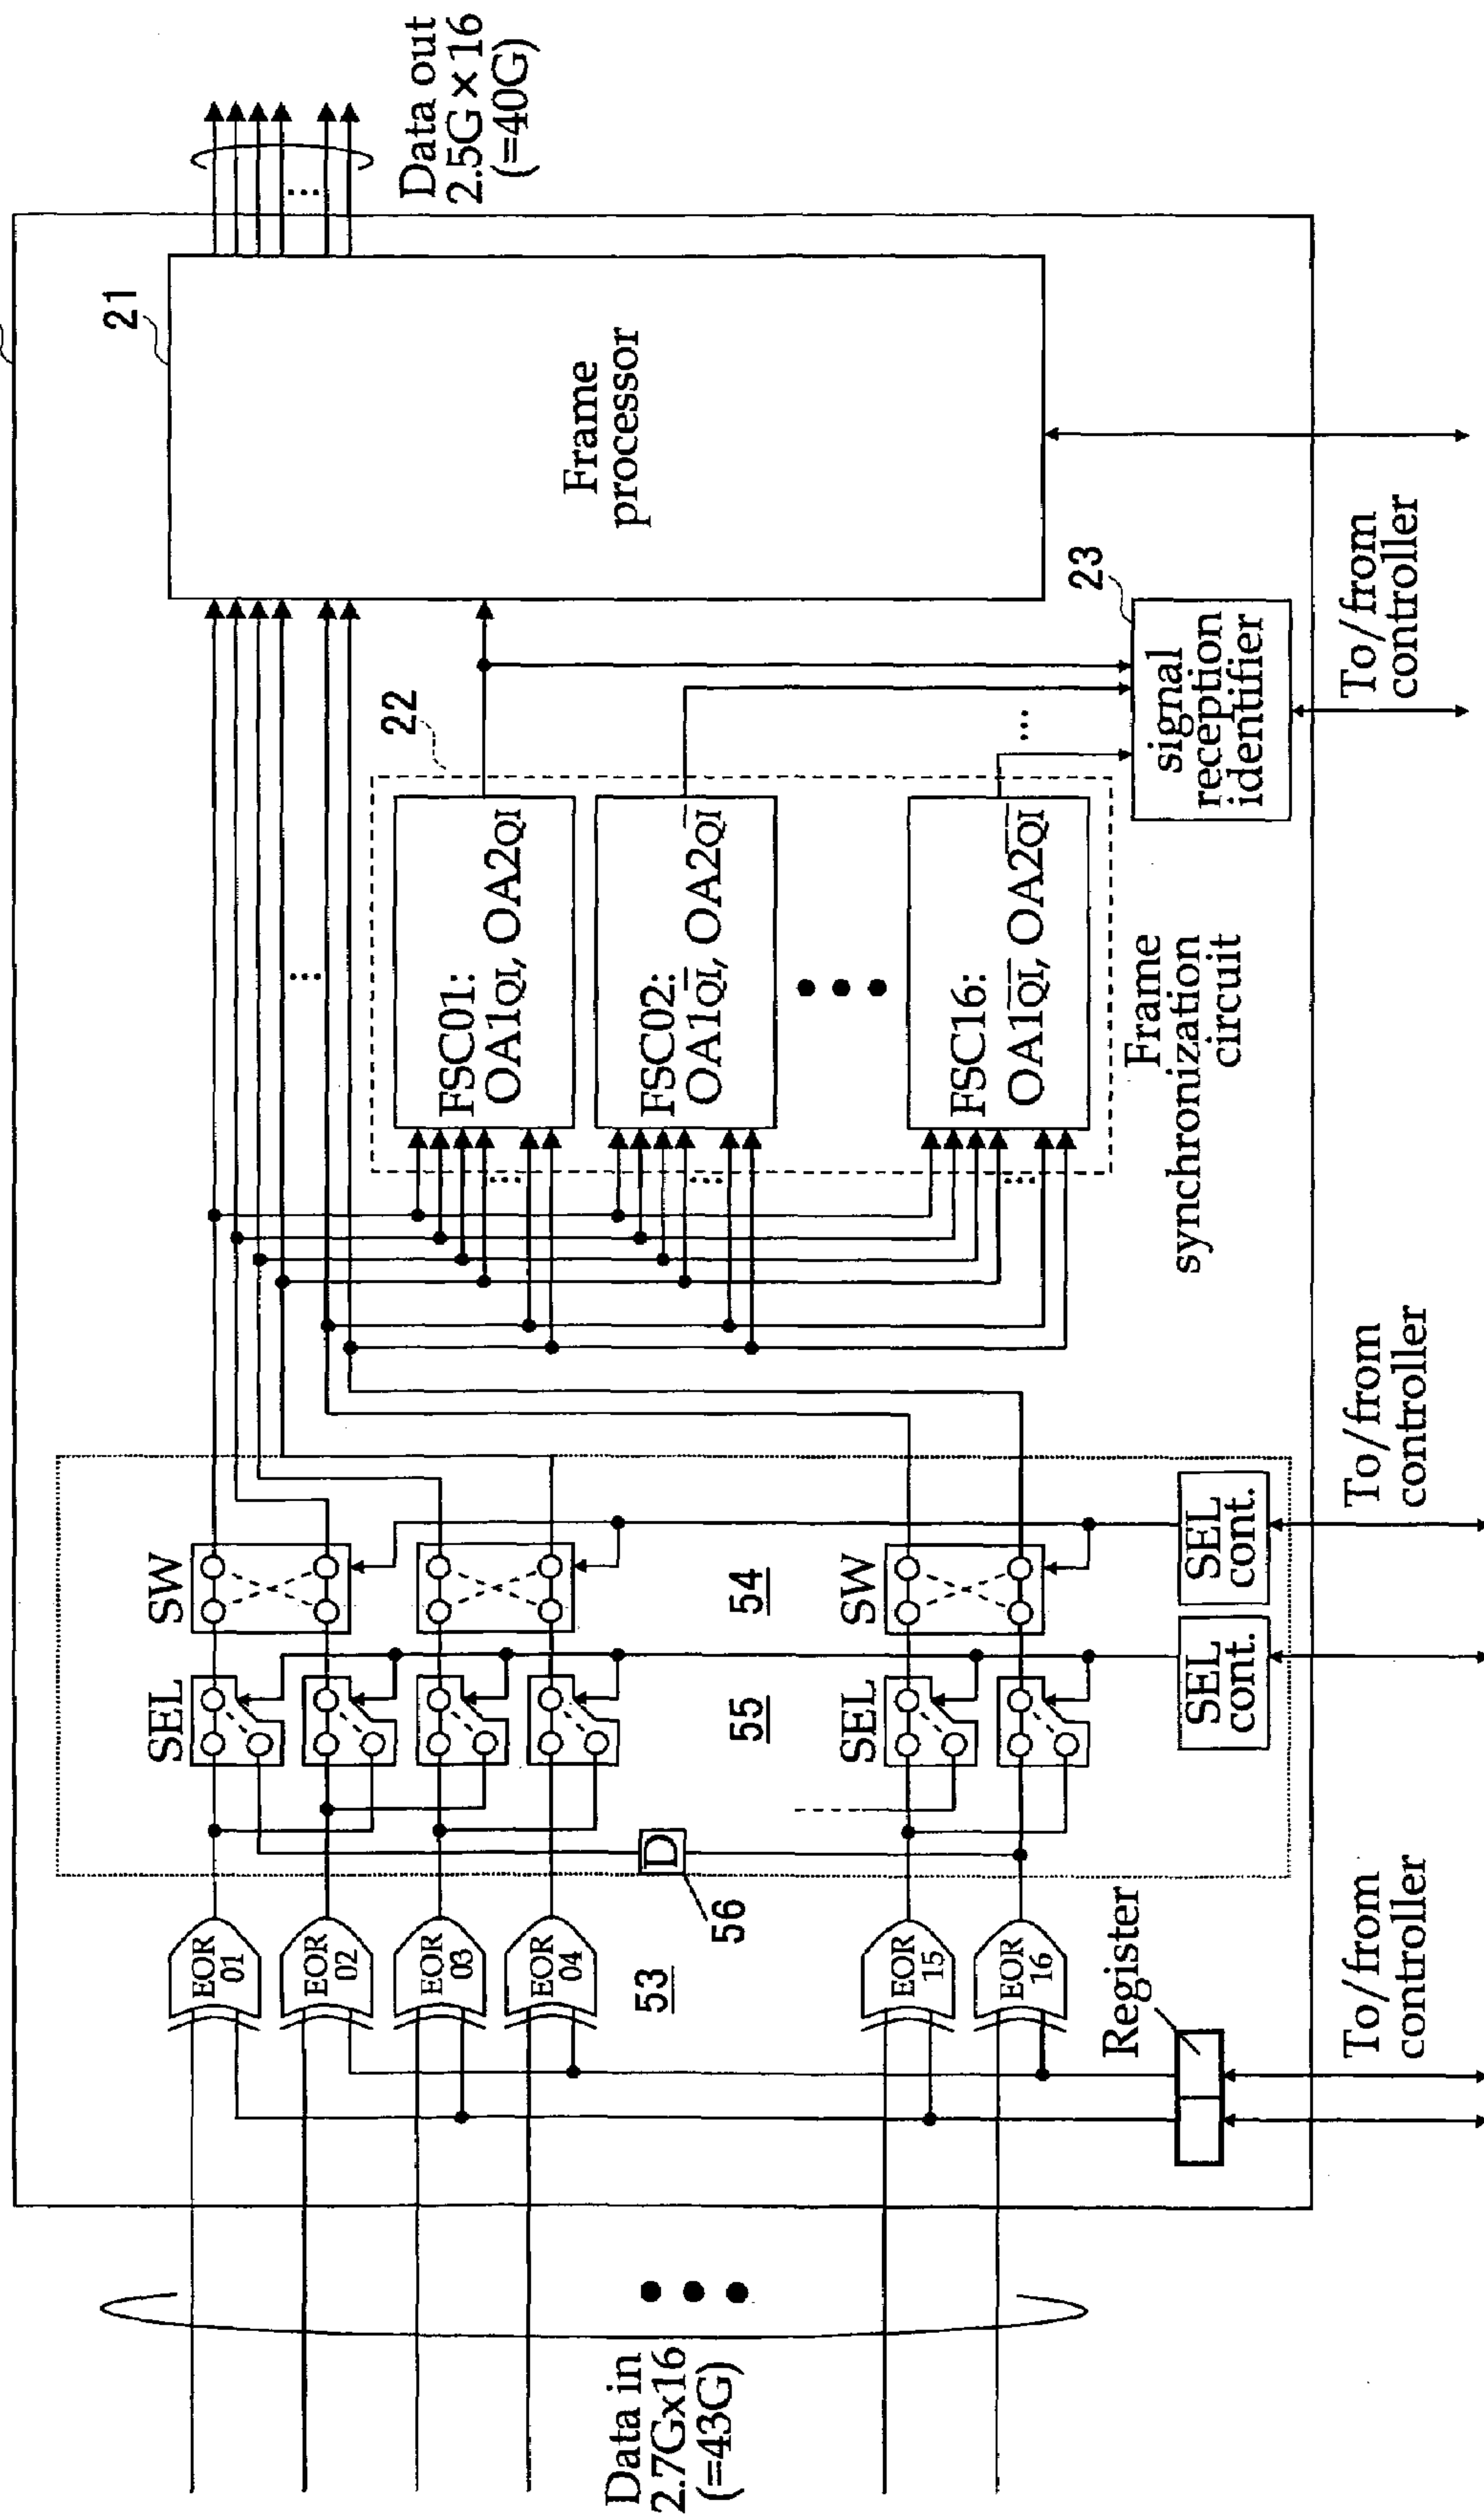 Data in
2.7Gx16
(=43G)
EOR
01
EOR
02
EOR
03
EOR
04
EOR
15
EOR
16
53
Register
To/from
controller
56
D
SEL
55
SEL
SEL
cont.
SW
54
SW
SEL
cont.
To/from
controller
FSC01:
OA1QI, OA2QI
FSC02:
OA1Q̅I̅, OA2QI
FSC16:
OA1Q̅I̅, OA2Q̅I̅
Frame
synchronization
circuit
22
23
signal
reception
identifier
To/from
controller
21
Frame
processor
Data out
2.5G × 16
(=40G)